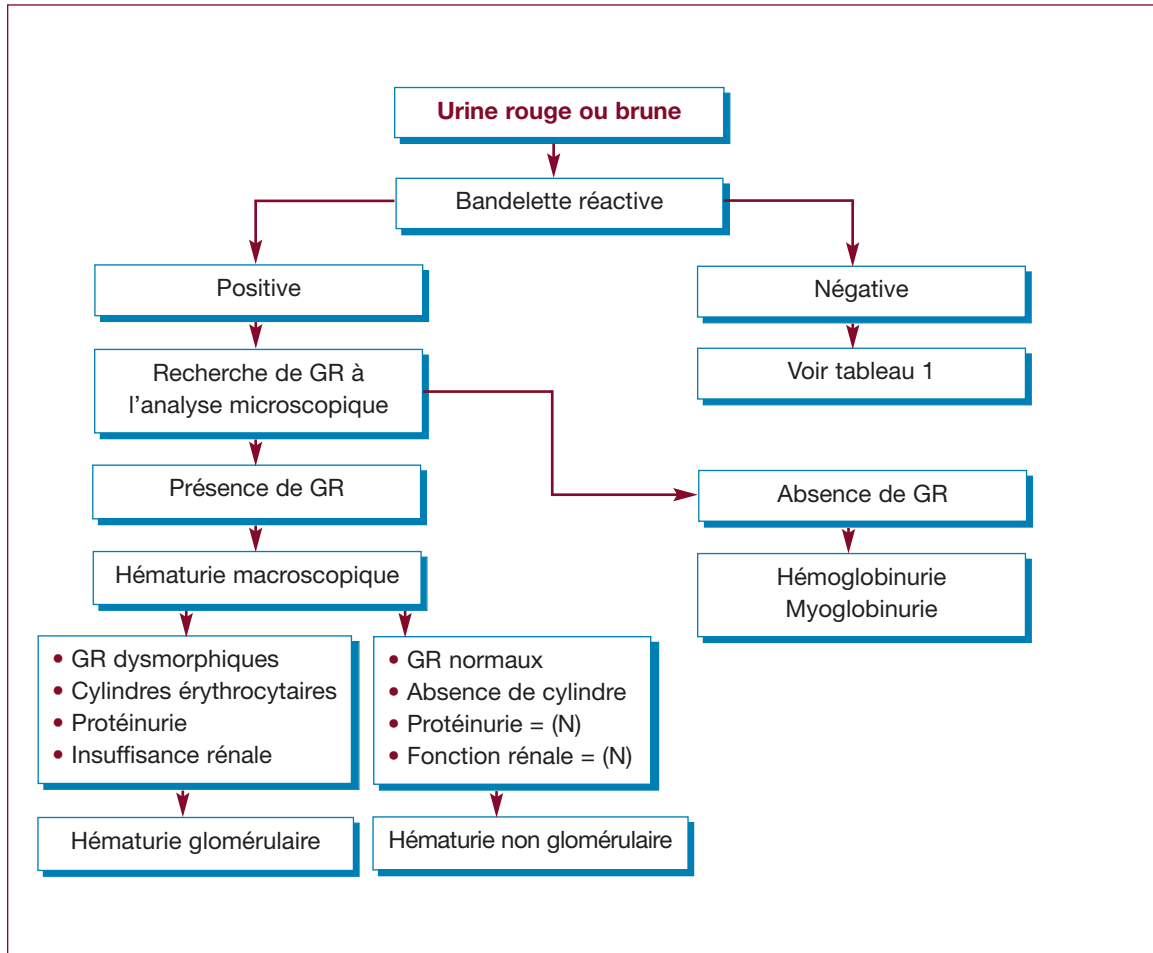 Urine rouge ou brune
Bandelette réactive
Positive
Négative
Recherche de GR à
l'analyse microscopique
Voir tableau 1
Présence de GR
Absence de GR
Hématurie macroscopique
Hémoglobinurie
Myoglobinurie
• GR dysmorphiques
• Cylindres érythrocytaires
• Protéinurie
• Insuffisance rénale
• GR normaux
• Absence de cylindre
• Protéinurie = (N)
• Fonction rénale = (N)
Hématurie glomérulaire
Hématurie non glomérulaire